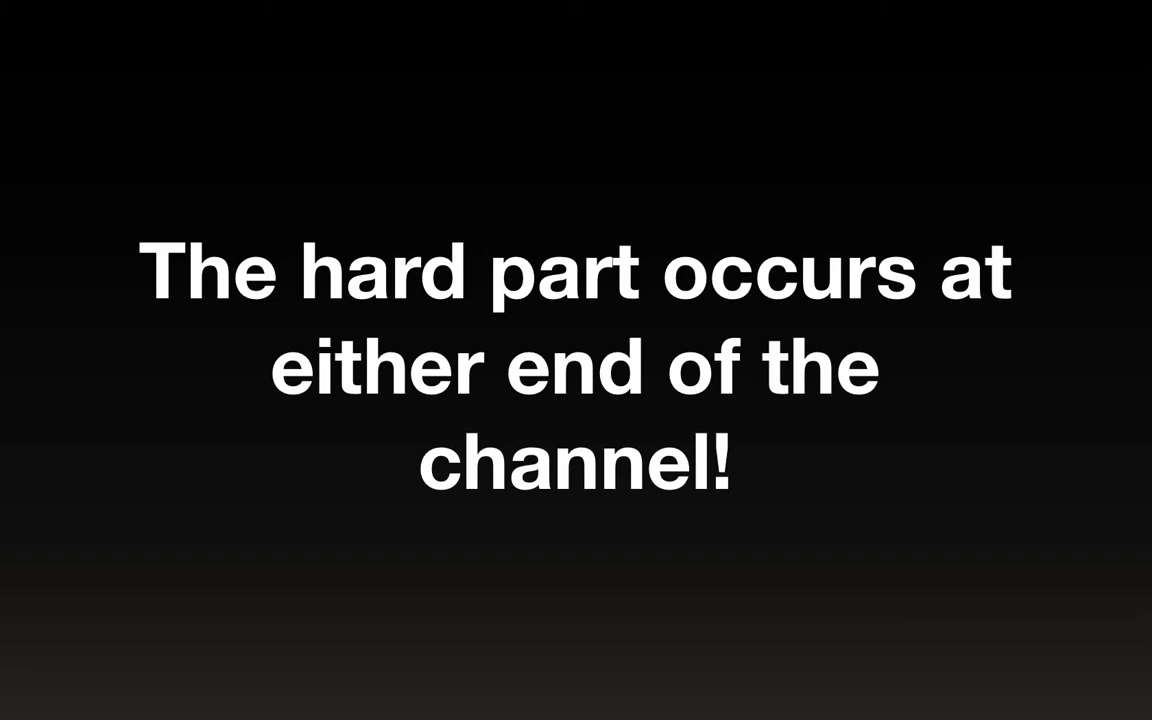 The hard part occurs at
either end of the
channel!